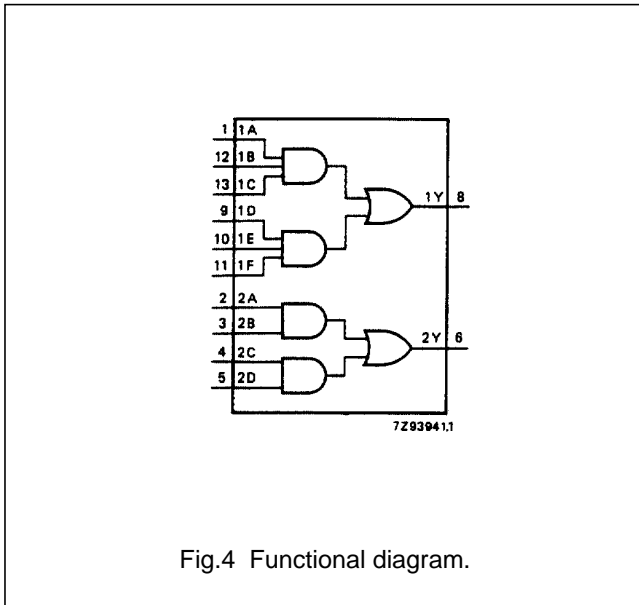 1 1A
12 1B
13 1C
1Y 8
9 1D
10 1E
11 1F
2 2A
3 2B
2Y 6
4 2C
5 2D
7Z93941.1
Fig.4 Functional diagram.